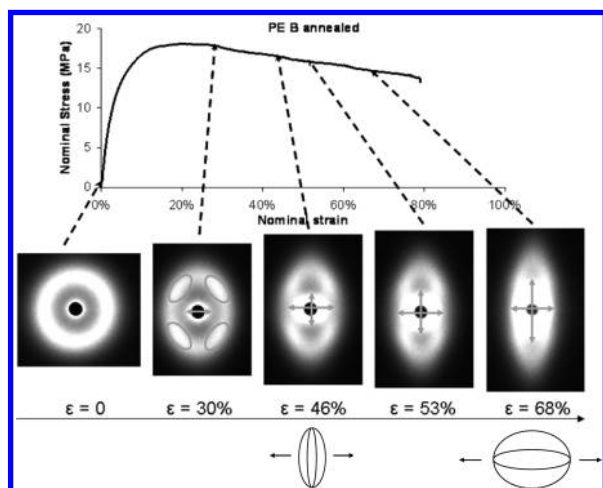 PE B annealed
Nominal Stress (MPa)
20
15
10
5
0
0%
20%
40%
60%
80%
100%
Nominal strain
ε = 0
ε = 30%
ε = 46%
ε = 53%
ε = 68%